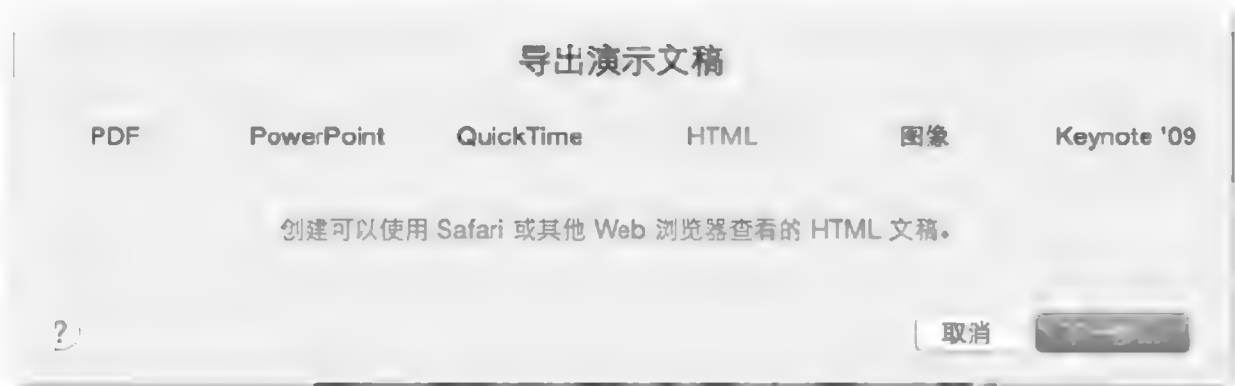 导出演示文稿
PDF PowerPoint QuickTime HTML 图像 Keynote '09
创建可以使用 Safari 或其他 Web 浏览器查看的 HTML 文稿。
? 取消